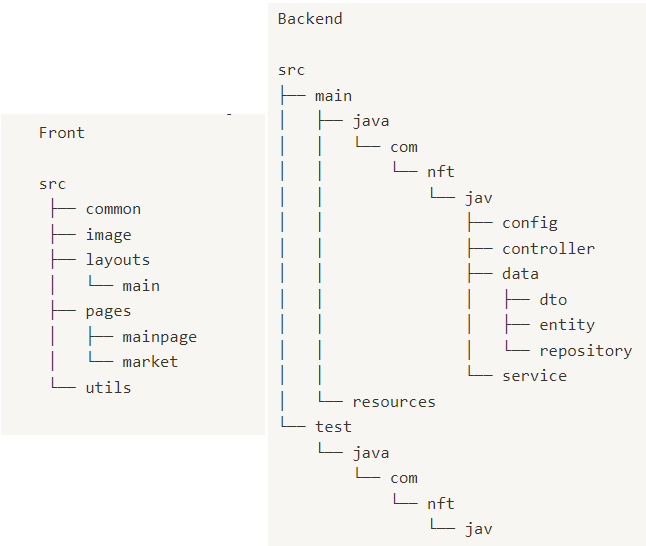 Front
src
├── common
├── image
├── layouts
│   └── main
├── pages
│   ├── mainpage
│   └── market
└── utils
Backend
src
├── main
│   ├── java
│   │   └── com
│   │       └── nft
│   │           └── jav
│   │               ├── config
│   │               ├── controller
│   │               ├── data
│   │               │   ├── dto
│   │               │   ├── entity
│   │               │   └── repository
│   │               └── service
│   └── resources
└── test
    └── java
        └── com
            └── nft
                └── jav